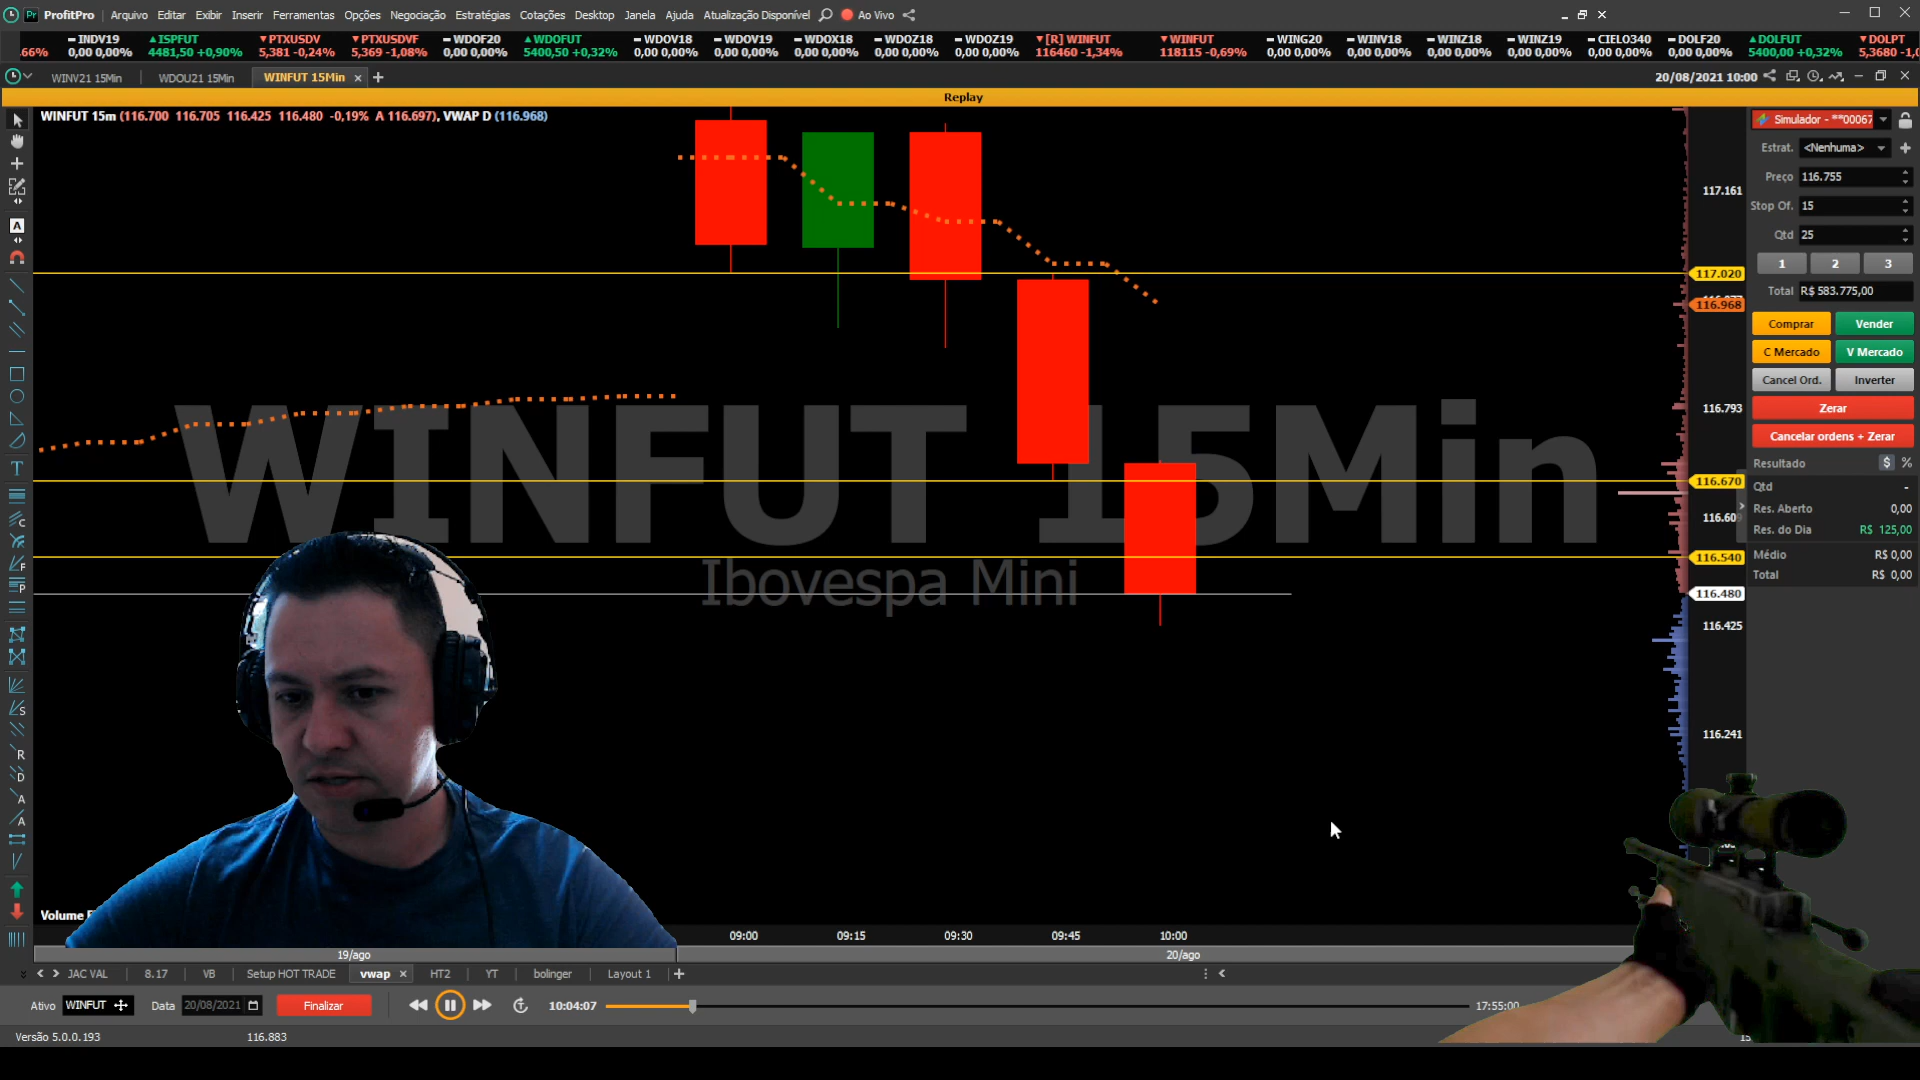 ProfitPro Arquivo Editar Exibir Inserir Ferramentas Opções Negociação Estratégias Cotações Desktop Janela Ajuda Atualização Disponível Ao Vivo
INDV19 ISPFUT PTXUSDV PTXUSDVF WDOF20 WDOFUT WDOV18 WDOV19 WDOX18 WDOZ18 WDOZ19 [R] WINFUT WINFUT WING20 WINV18 WINZ18 WINZ19 CIELO340 DOLF20 DOLFUT DOLPT
.66% 0,00 0,00% 4481,50 +0,90% 5,381 -0,24% 5,369 -1,08% 0,00 0,00% 5400,50 +0,32% 0,00 0,00% 0,00 0,00% 0,00 0,00% 0,00 0,00% 0,00 0,00% 116460 -1,34% 118115 -0,69% 0,00 0,00% 0,00 0,00% 0,00 0,00% 0,00 0,00% 0,00 0,00% 0,00 0,00% 5400,00 +0,32% 5,3680 -1,0
WINV21 15Min WDOU21 15Min WINFUT 15Min 20/08/2021 10:00
Replay
WINFUT 15m (116.700 116.705 116.425 116.480 -0,19% A 116.697), VWAP D (116.968)
WINFUT 15Min
Ibovespa Mini
117.161
117.020
116.968
116.793
116.670
116.540
116.480
116.425
116.241
Simulador - **00067
Estrat. <Nenhuma>
Preço 116.755
Stop Of. 15
Qtd 25
1 2 3
Total R$ 583.775,00
Comprar Vender
C Mercado V Mercado
Cancel Ord. Inverter
Zerar
Cancelar ordens + Zerar
Resultado $ %
Qtd -
Res. Aberto 0,00
Res. do Dia R$ 125,00
Médio R$ 0,00
Total R$ 0,00
Volume
09:00 09:15 09:30 09:45 10:00
19/ago 20/ago
JAC VAL 8.17 VB Setup HOT TRADE vwap HT2 YT bolinger Layout 1
Ativo WINFUT Data 20/08/2021 Finalizar 10:04:07 17:55:00
Versão 5.0.0.193 116.883